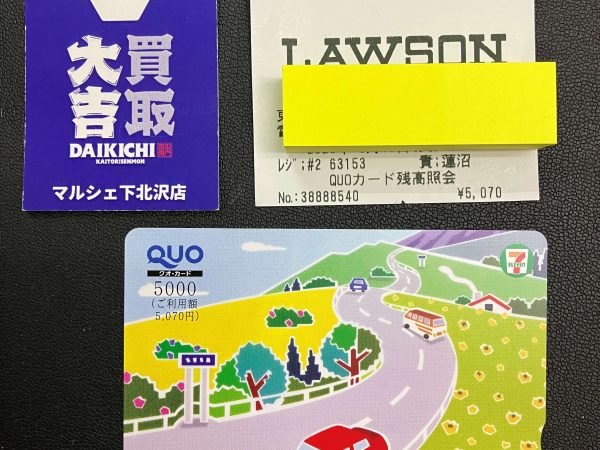 買取
大吉
DAIKICHI
KAITORISENMON
マルシェ下北沢店
LAWSON
レジ;#2 63153 責;蓮沼
QUOカード残高照会
No.:38888540 ¥5,070
QUO
クオ・カード
5000
(ご利用額
5,070円)
7
ELEVEN